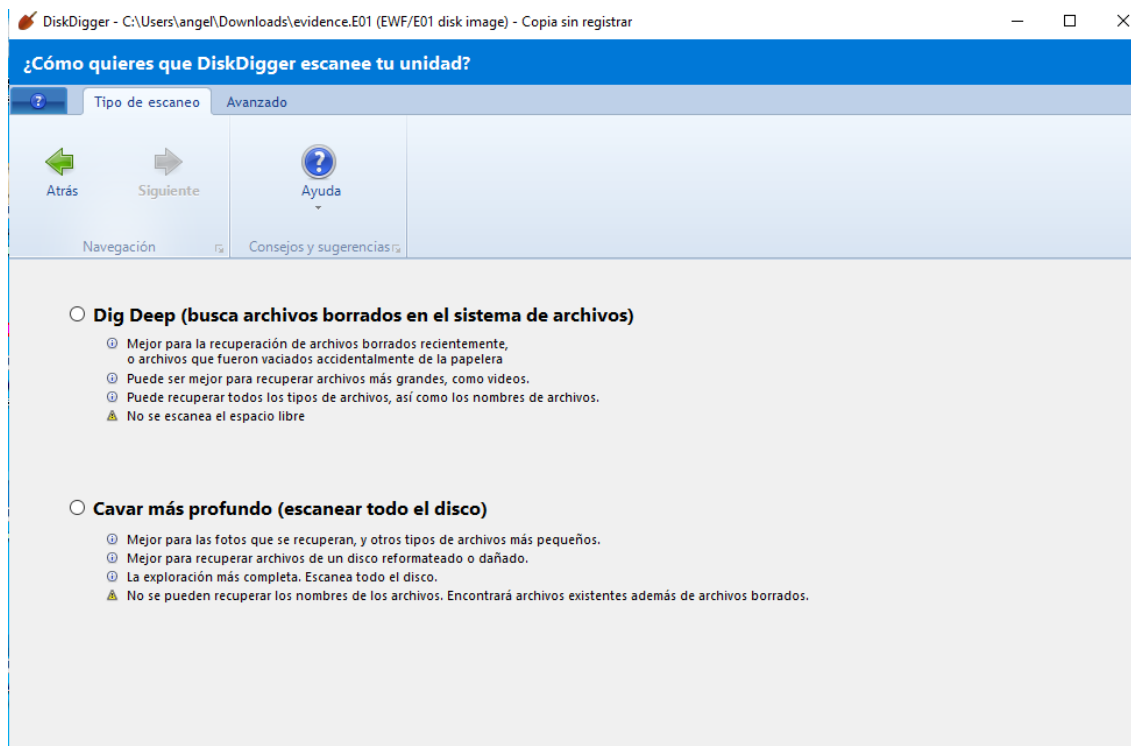 DiskDigger - C:\Users\angel\Downloads\evidence.E01 (EWF/E01 disk image) - Copia sin registrar
¿Cómo quieres que DiskDigger escanee tu unidad?
Tipo de escaneo
Avanzado
Atrás
Siguiente
Ayuda
Navegación
Consejos y sugerencias
Dig Deep (busca archivos borrados en el sistema de archivos)
Mejor para la recuperación de archivos borrados recientemente,
o archivos que fueron vaciados accidentalmente de la papelera
Puede ser mejor para recuperar archivos más grandes, como videos.
Puede recuperar todos los tipos de archivos, así como los nombres de archivos.
No se escanea el espacio libre
Cavar más profundo (escanear todo el disco)
Mejor para las fotos que se recuperan, y otros tipos de archivos más pequeños.
Mejor para recuperar archivos de un disco reformateado o dañado.
La exploración más completa. Escanea todo el disco.
No se pueden recuperar los nombres de los archivos. Encontrará archivos existentes además de archivos borrados.